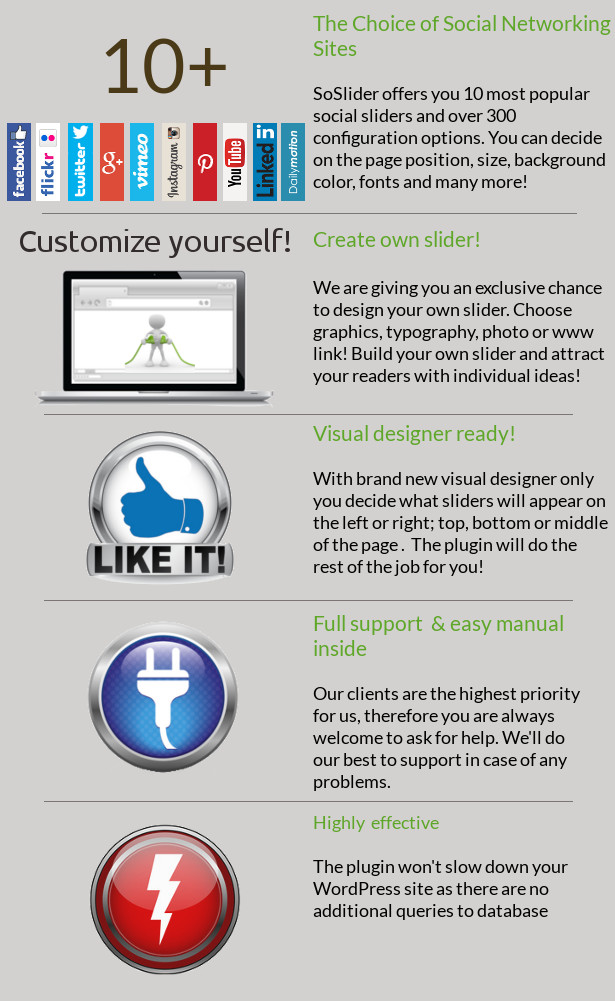 10+
facebook
flickr
twitter
g+
vimeo
Instagram
You Tube
Linked in
Dailymotion
The Choice of Social Networking
Sites
SoSlider offers you 10 most popular
social sliders and over 300
configuration options. You can decide
on the page position, size, background
color, fonts and many more!
Customize yourself!
Create own slider!
We are giving you an exclusive chance
to design your own slider. Choose
graphics, typography, photo or www
link! Build your own slider and attract
your readers with individual ideas!
LIKE IT!
Visual designer ready!
With brand new visual designer only
you decide what sliders will appear on
the left or right; top, bottom or middle
of the page . The plugin will do the
rest of the job for you!
Full support & easy manual
inside
Our clients are the highest priority
for us, therefore you are always
welcome to ask for help. We'll do
our best to support in case of any
problems.
Highly effective
The plugin won't slow down your
WordPress site as there are no
additional queries to database